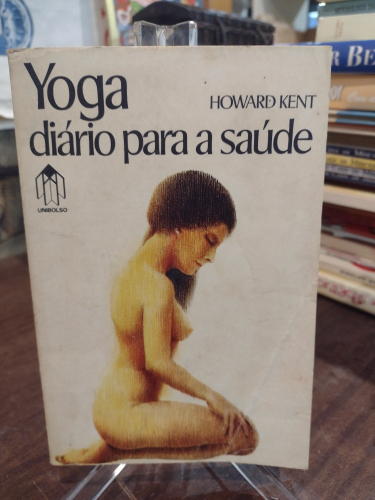 Yoga
HOWARD KENT
diário para a saúde
UNIBOLSO